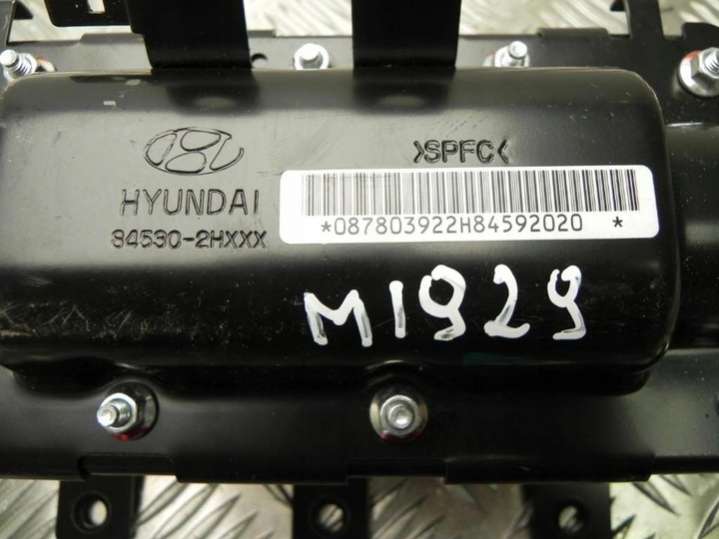 >SPFC<
HYUNDAI
84530-2HXXX
*087803922H84592020 *
M1929